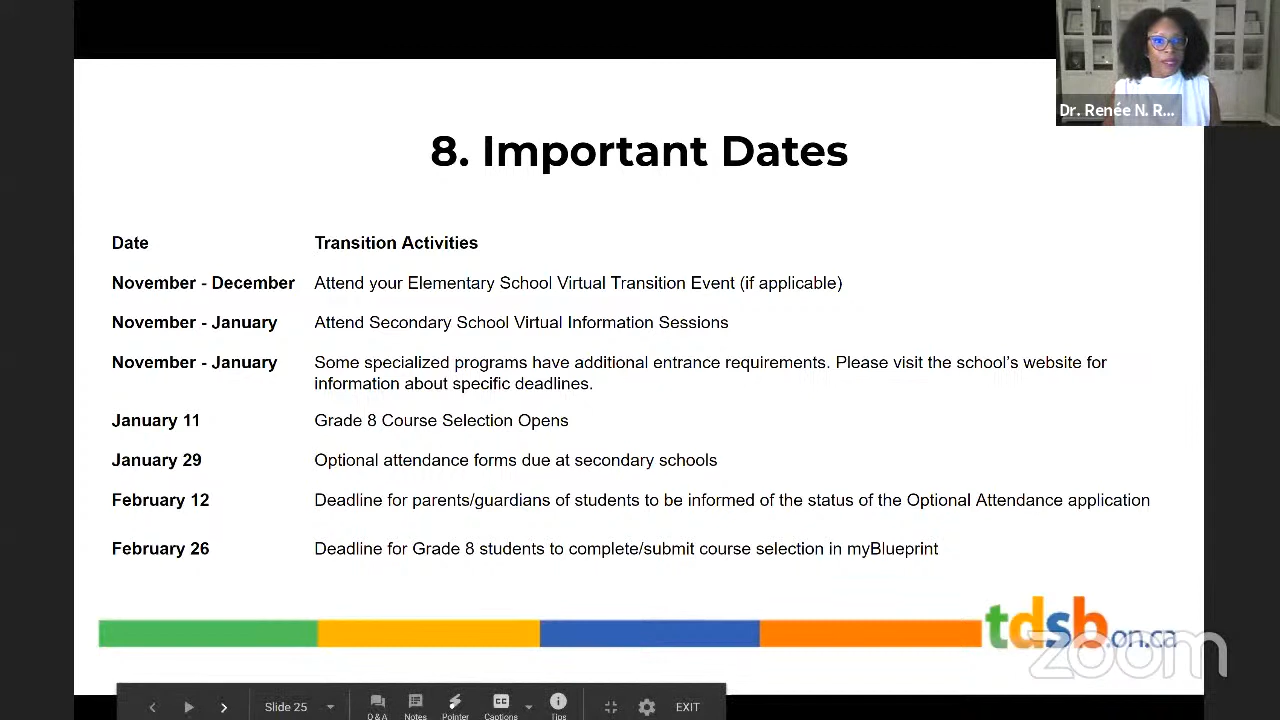 Dr. Renée N. R...
8. Important Dates
Date Transition Activities
November - December Attend your Elementary School Virtual Transition Event (if applicable)
November - January Attend Secondary School Virtual Information Sessions
November - January Some specialized programs have additional entrance requirements. Please visit the school's website for
information about specific deadlines.
January 11 Grade 8 Course Selection Opens
January 29 Optional attendance forms due at secondary schools
February 12 Deadline for parents/guardians of students to be informed of the status of the Optional Attendance application
February 26 Deadline for Grade 8 students to complete/submit course selection in myBlueprint
tdsb.on.ca
zoom
Slide 25 Q & A Notes Pointer CC Captions Tips EXIT